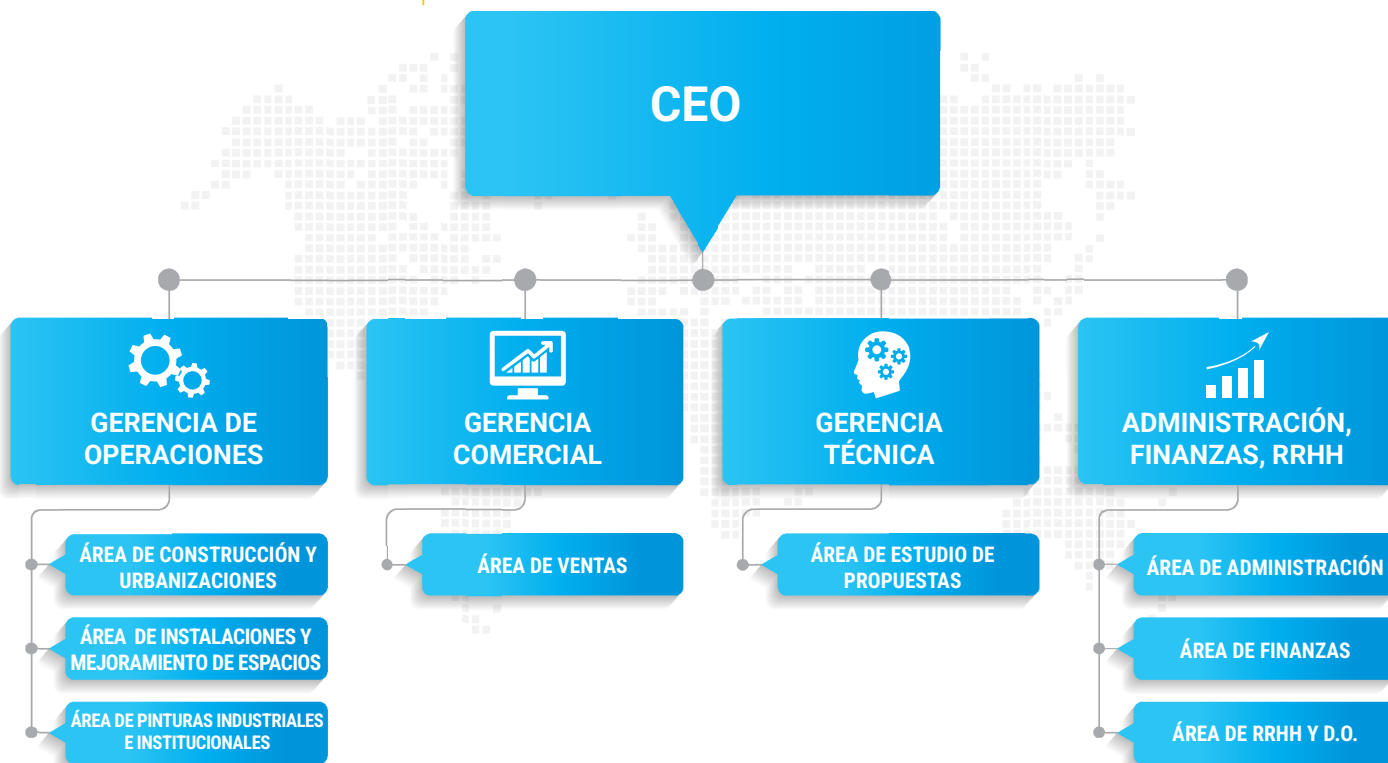 CEO
GERENCIA DE
OPERACIONES
GERENCIA
COMERCIAL
GERENCIA
TÉCNICA
ADMINISTRACIÓN,
FINANZAS, RRHH
ÁREA DE CONSTRUCCIÓN Y
URBANIZACIONES
ÁREA DE INSTALACIONES Y
MEJORAMIENTO DE ESPACIOS
ÁREA DE PINTURAS INDUSTRIALES
E INSTITUCIONALES
ÁREA DE VENTAS
ÁREA DE ESTUDIO DE
PROPUESTAS
ÁREA DE ADMINISTRACIÓN
ÁREA DE FINANZAS
ÁREA DE RRHH Y D.O.